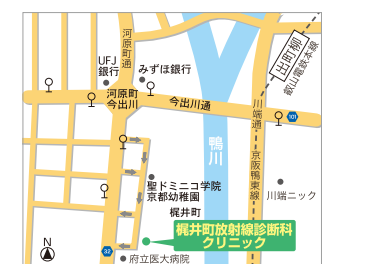 河原町通
UFJ
銀行
みずほ銀行
出町柳
叡山電鉄本線
河原町
今出川
今出川通
川端通
101
鴨川
京阪鴨東線
聖ドミニコ学院
京都幼稚園
川端ニック
梶井町
梶井町放射線診断科
クリニック
N
32
府立医大病院